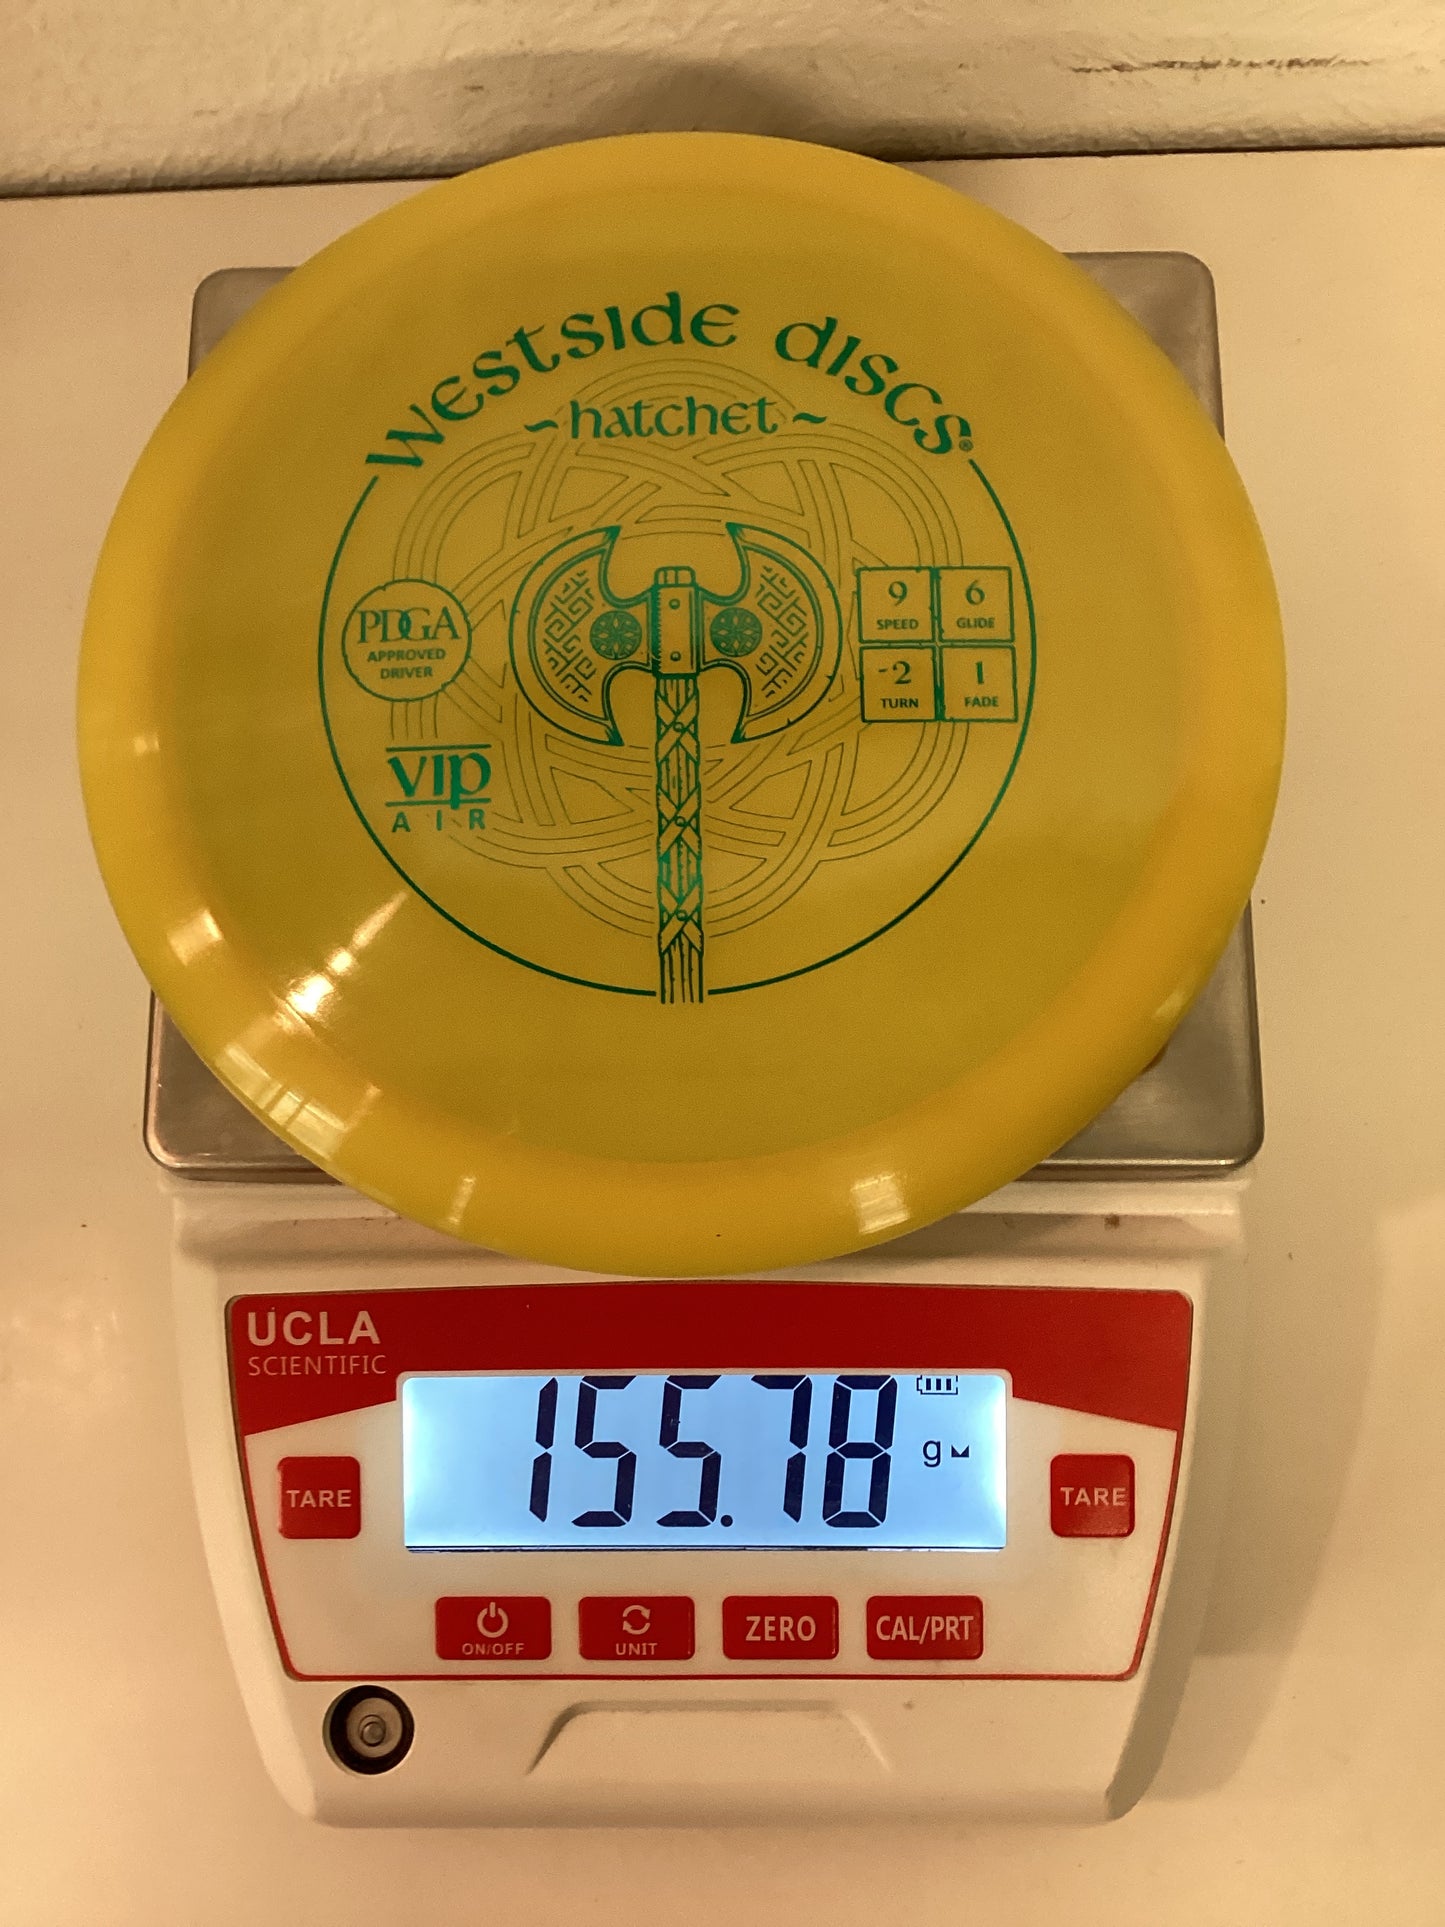 westside discs®
~hatchet~
PDGA
APPROVED
DRIVER
9
SPEED
6
GLIDE
-2
TURN
1
FADE
VIP
AIR
UCLA
SCIENTIFIC
155.78
g
TARE
TARE
ON/OFF
UNIT
ZERO
CAL/PRT